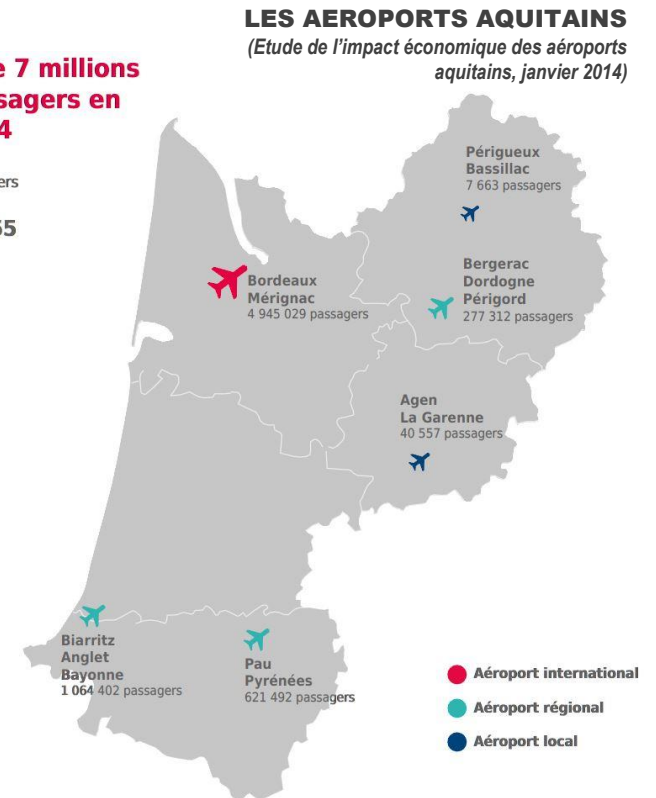 LES AEROPORTS AQUITAINS
(Etude de l'impact économique des aéroports
aquitains, janvier 2014)
7 millions
en
4
Périgueux
Bassillac
7 663 passagers
Bergerac
Dordogne
Périgord
277 312 passagers
Bordeaux
Mérignac
4 945 029 passagers
Agen
La Garenne
40 557 passagers
Biarritz
Anglet
Bayonne
1 064 402 passagers
Pau
Pyrénées
621 492 passagers
Aéroport international
Aéroport régional
Aéroport local